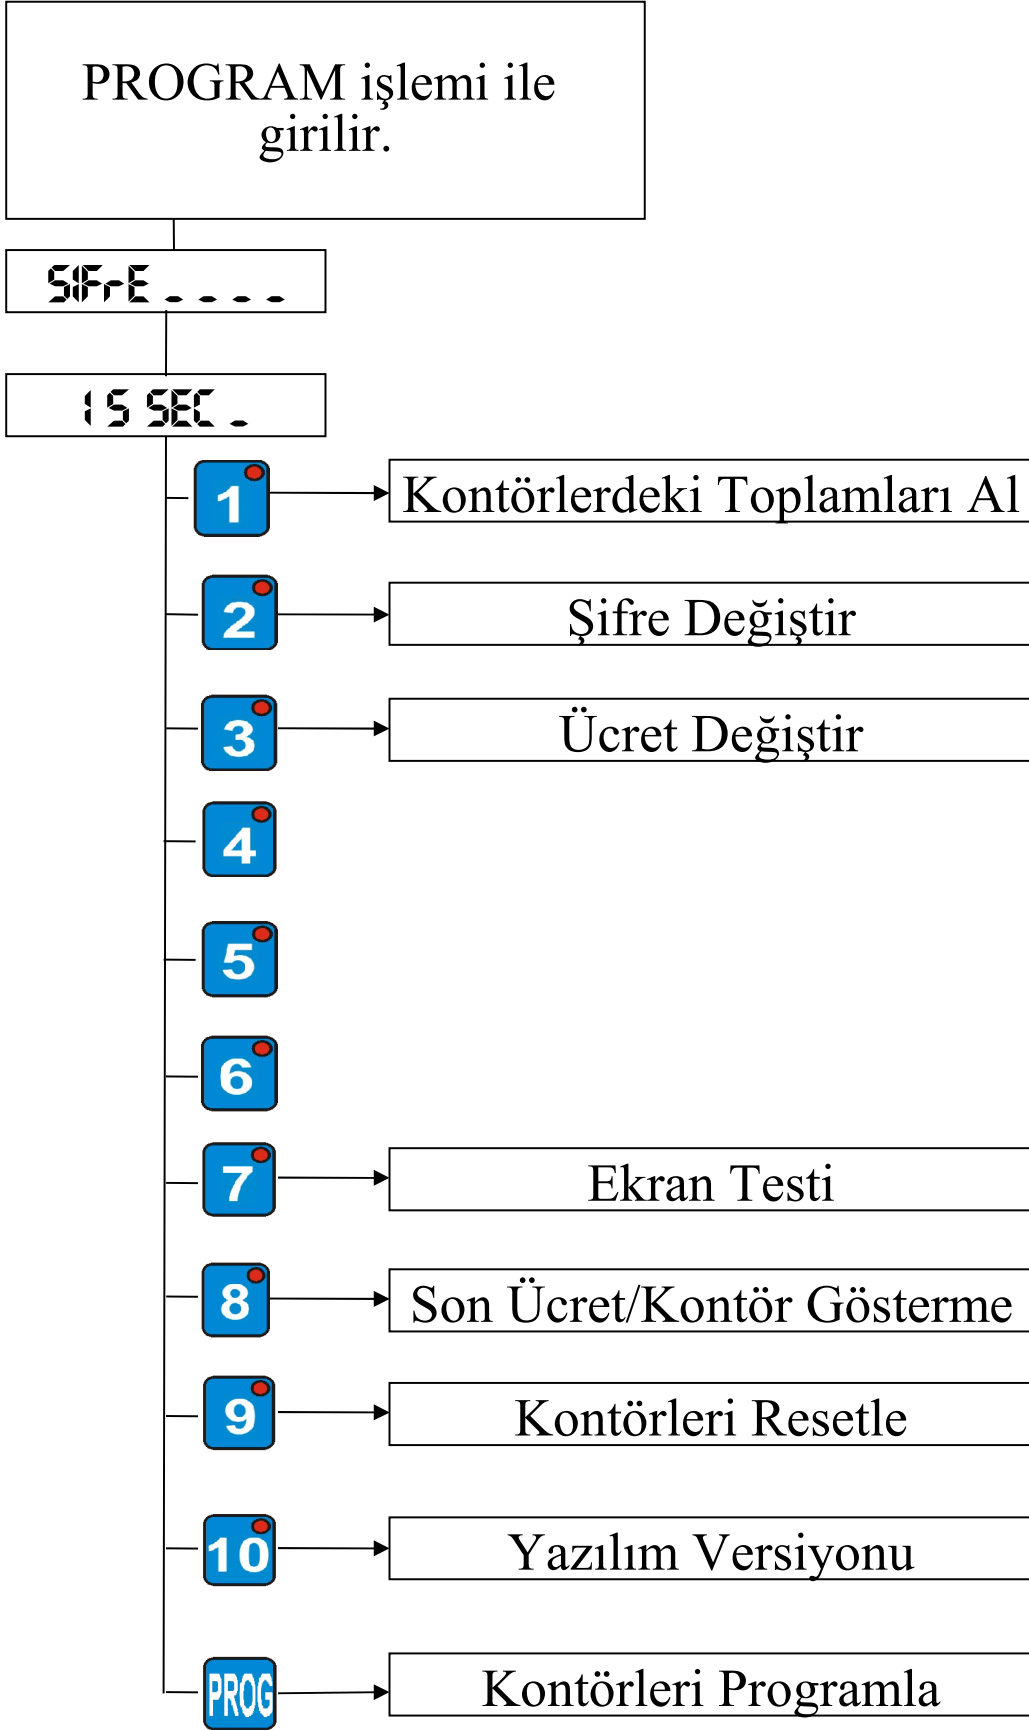 PROGRAM işlemi ile
girilir.
SIFrE _ _ _ _
IS SEC _
1 Kontörlerdeki Toplamları Al
2 Şifre Değiştir
3 Ücret Değiştir
4
5
6
7 Ekran Testi
8 Son Ücret/Kontör Gösterme
9 Kontörleri Resetle
10 Yazılım Versiyonu
PROG Kontörleri Programla